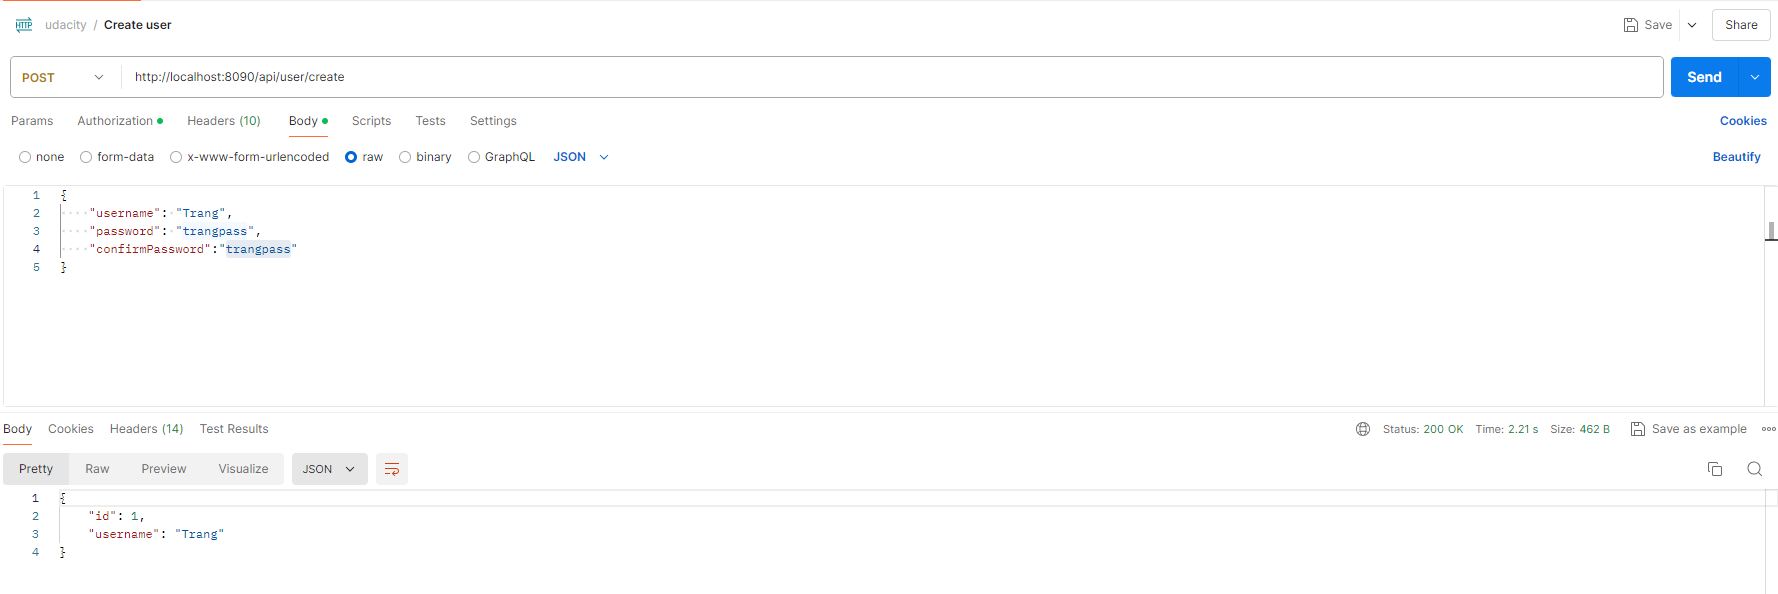 HTTP udacity / Create user Save Share
POST http://localhost:8090/api/user/create Send
Params Authorization Headers (10) Body Scripts Tests Settings Cookies
none form-data x-www-form-urlencoded raw binary GraphQL JSON Beautify
1 {
2 "username": "Trang",
3 "password": "trangpass",
4 "confirmPassword":"trangpass"
5 }
Body Cookies Headers (14) Test Results Status: 200 OK Time: 2.21 s Size: 462 B Save as example
Pretty Raw Preview Visualize JSON
1 {
2 "id": 1,
3 "username": "Trang"
4 }